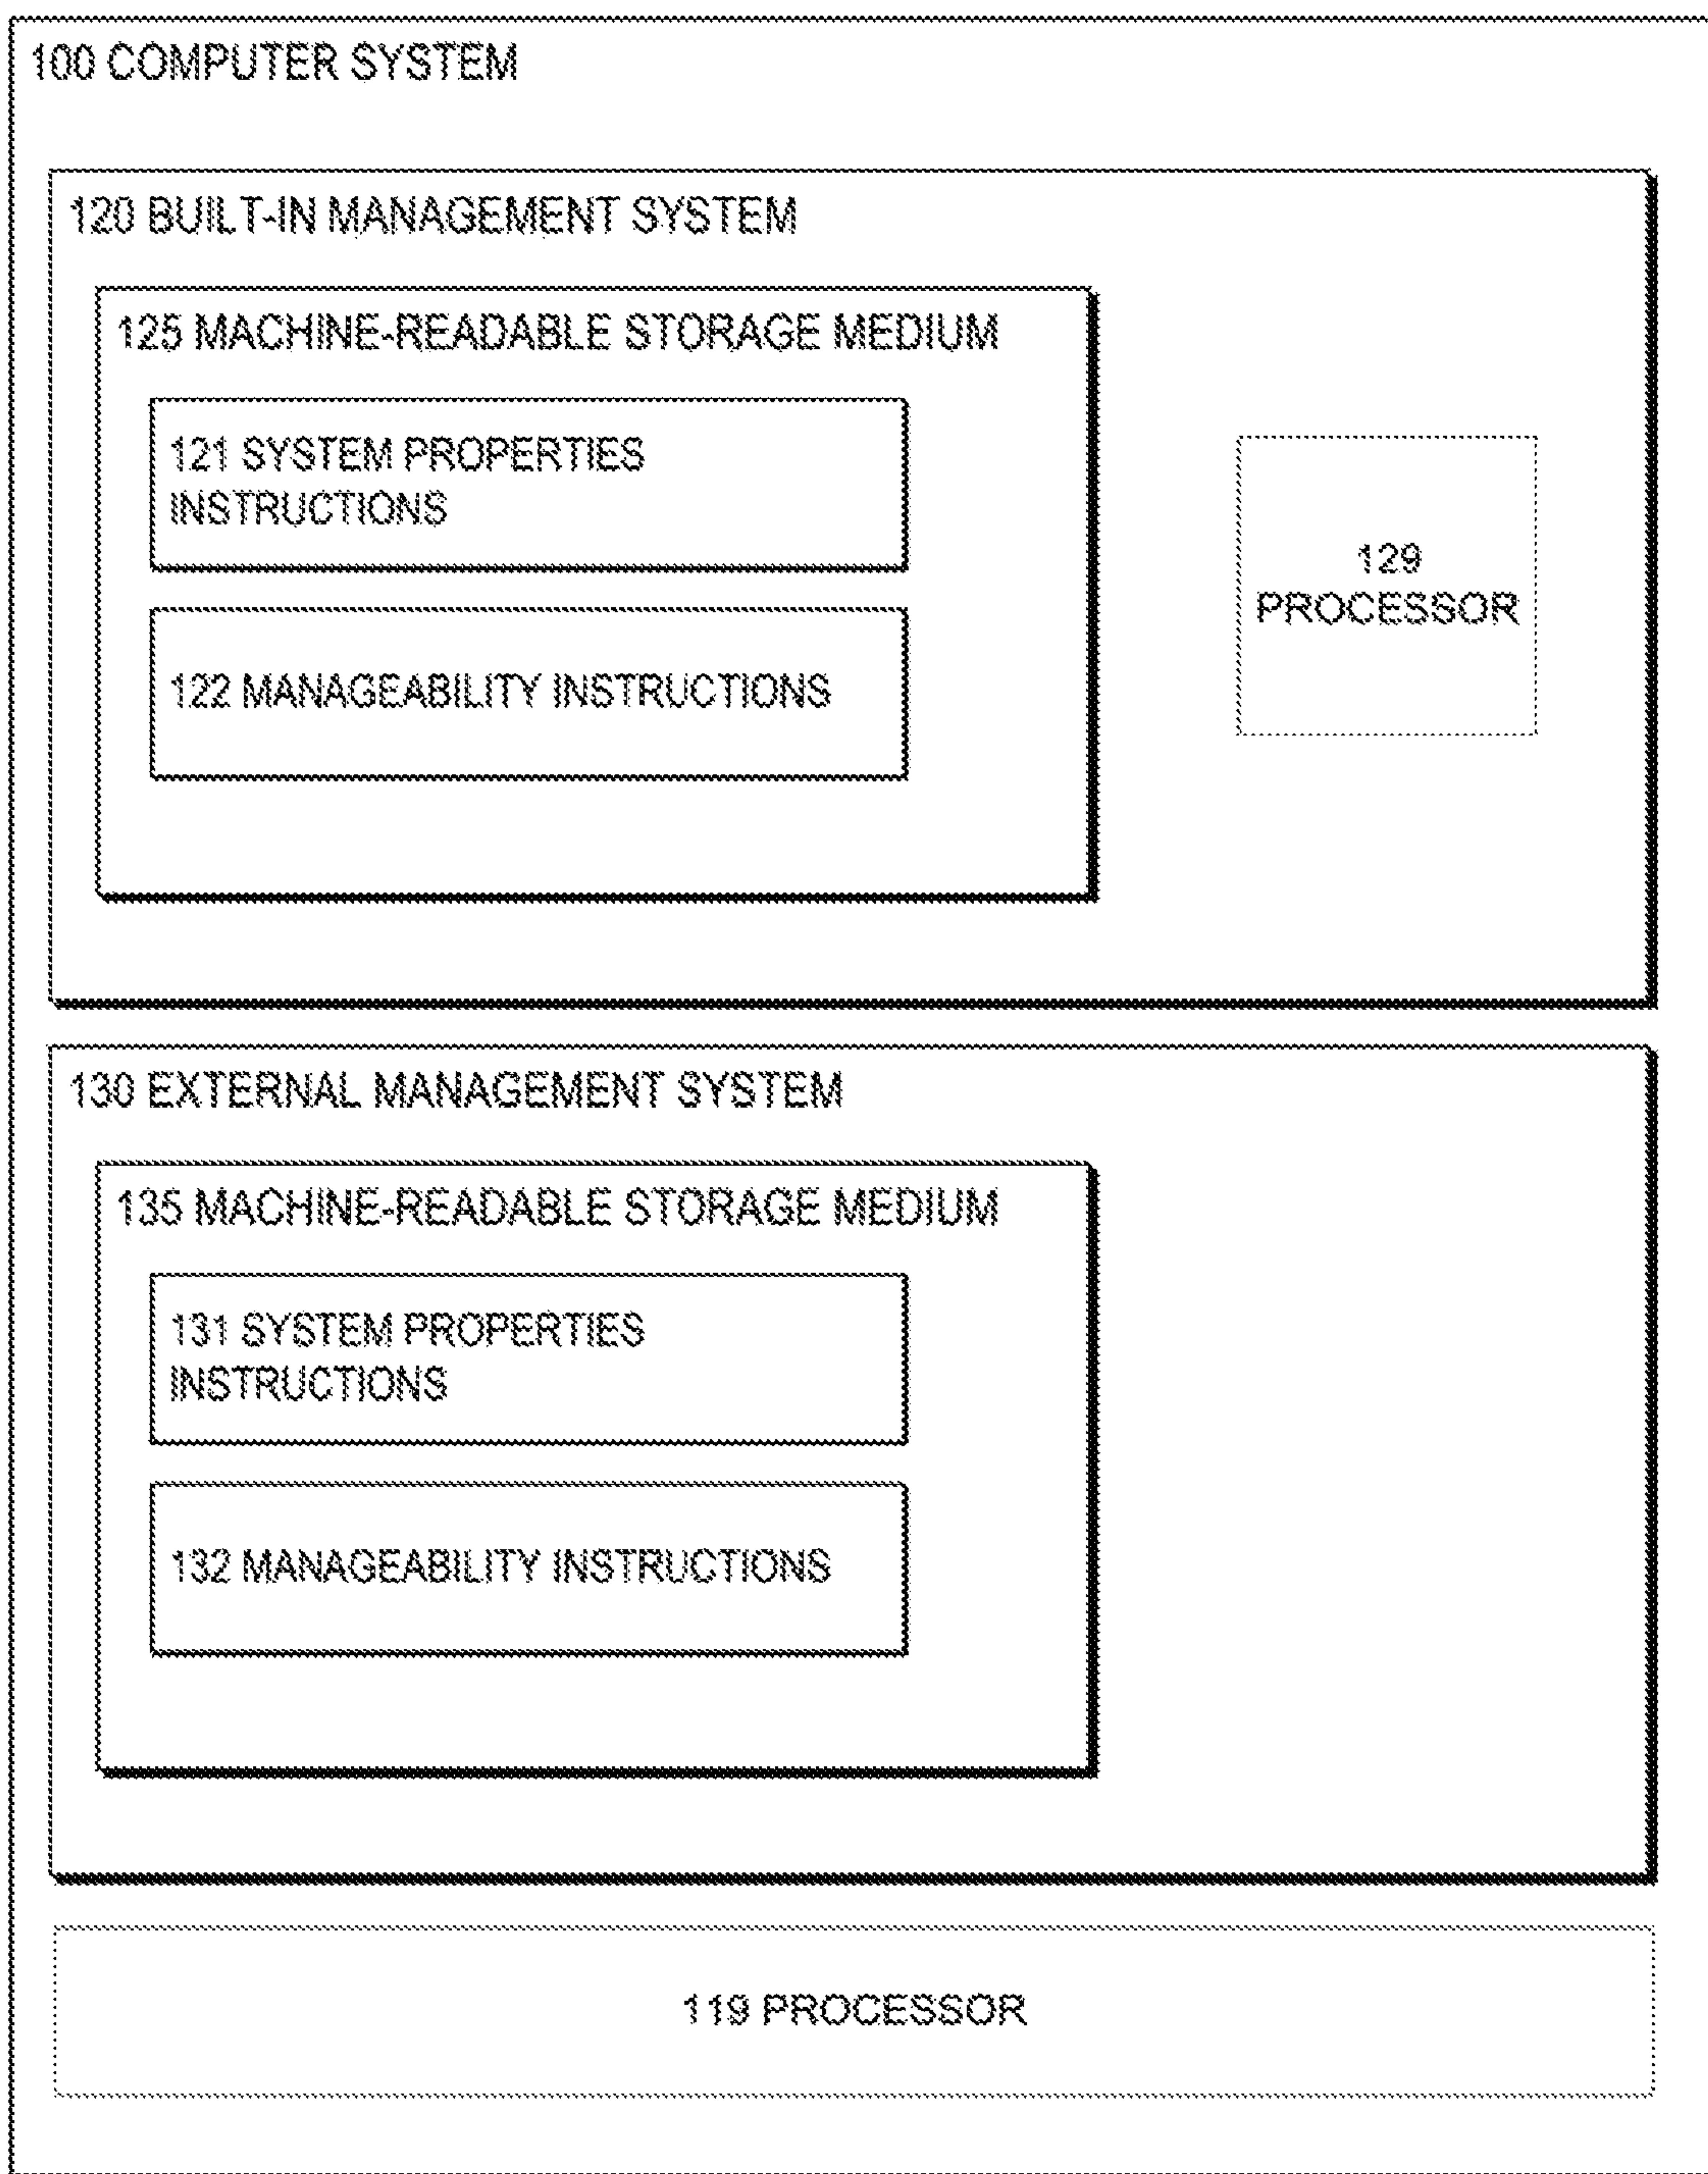 100 COMPUTER SYSTEM
120 BUILT-IN MANAGEMENT SYSTEM
125 MACHINE-READABLE STORAGE MEDIUM
121 SYSTEM PROPERTIES
INSTRUCTIONS
122 MANAGEABILITY INSTRUCTIONS
129
PROCESSOR
130 EXTERNAL MANAGEMENT SYSTEM
135 MACHINE-READABLE STORAGE MEDIUM
131 SYSTEM PROPERTIES
INSTRUCTIONS
132 MANAGEABILITY INSTRUCTIONS
119 PROCESSOR